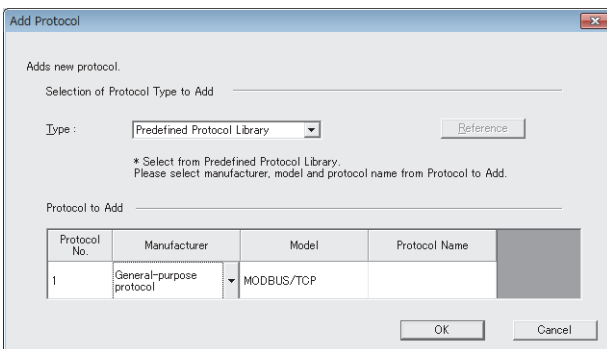 Add Protocol
Adds new protocol.
Selection of Protocol Type to Add
Type :
Predefined Protocol Library
Reference
* Select from Predefined Protocol Library.
Please select manufacturer, model and protocol name from Protocol to Add.
Protocol to Add
Protocol No.
Manufacturer
Model
Protocol Name
1
General-purpose protocol
MODBUS/TCP
OK
Cancel